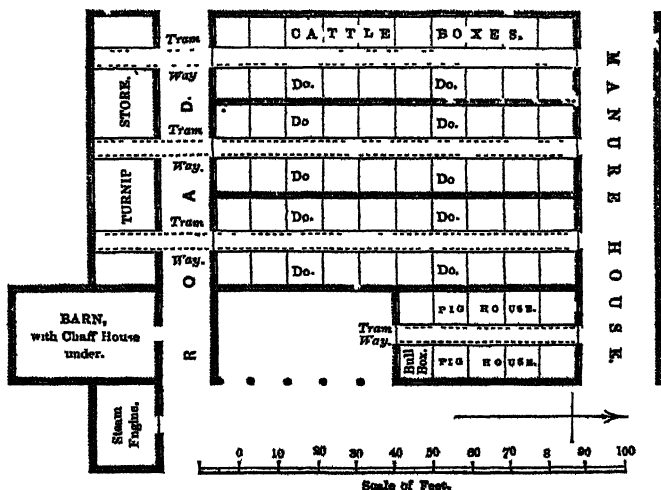 Tram
CATTLE BOXES.
Way
Do. Do.
STORE.
Do Do.
Tram
Way.
Do Do
TURNIP
Do. Do.
Tram
Way.
Do. Do.
ROAD.
MANURE HOUSE.
BARN,
with Chaff House
under.
PIG HOUSE.
Tram
Way.
Bull
Box.
PIG HOUSE.
Steam
Engine.
0 10 20 30 40 50 60 70 8 90 100
Scale of Feet.